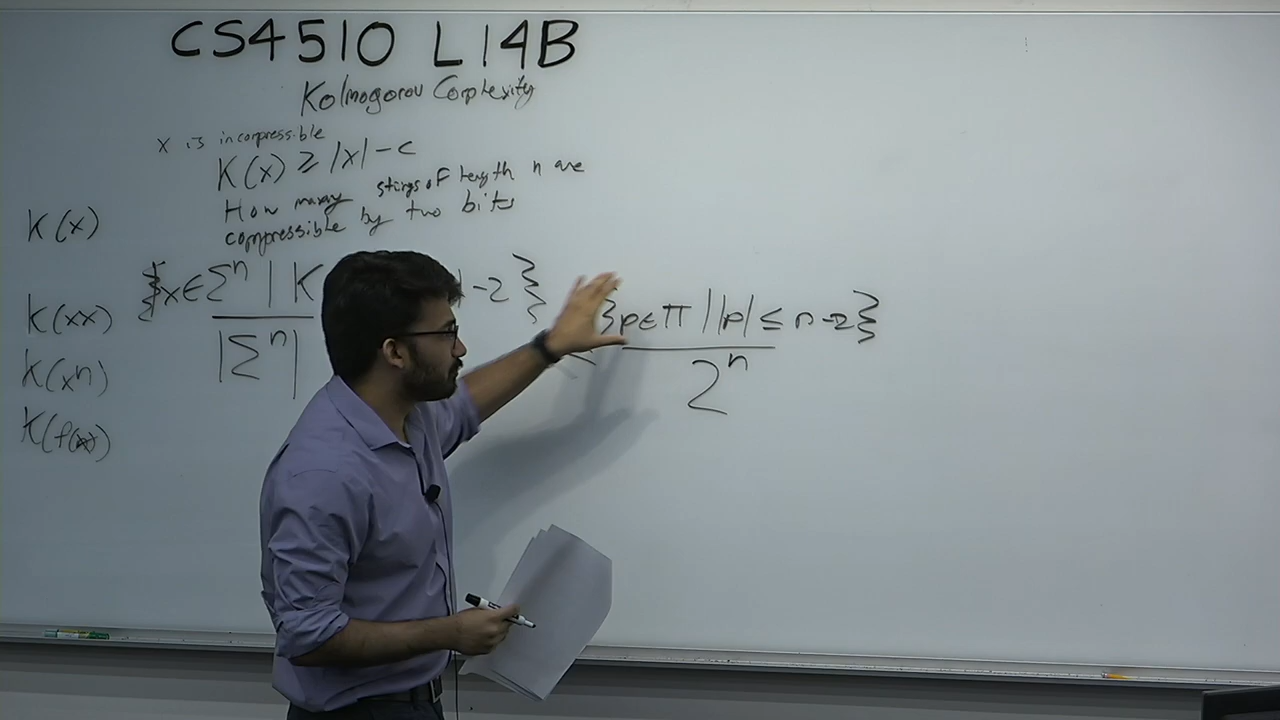 CS4510 L14B
Kolmogorov Complexity
x is incompressible
K(x) ≥ |x| - c
How many strings of length n are
compressible by two bits
K(x)
K(xx)
K(xⁿ)
K(f(x))
{x ∈ Σⁿ | K -2 }
|Σⁿ|
{p ∈ Π | |p| ≤ n-2}
2ⁿ